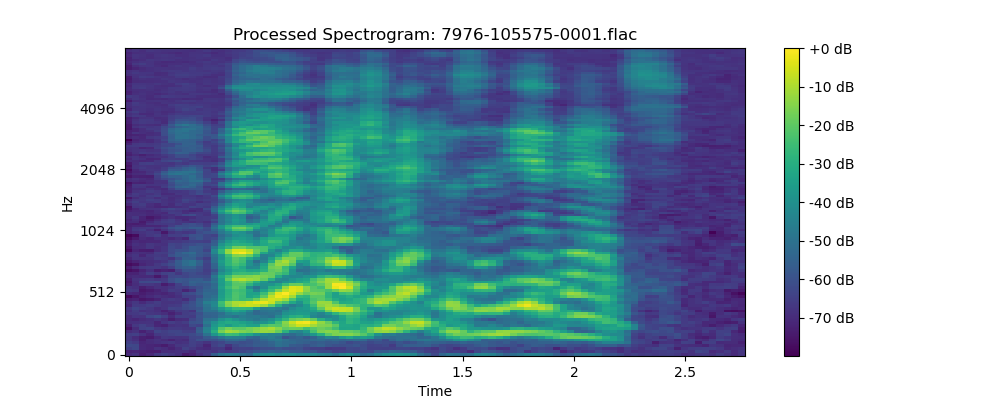 Processed Spectrogram: 7976-105575-0001.flac
Hz
4096
2048
1024
512
0
0
0.5
1
1.5
2
2.5
Time
+0 dB
-10 dB
-20 dB
-30 dB
-40 dB
-50 dB
-60 dB
-70 dB